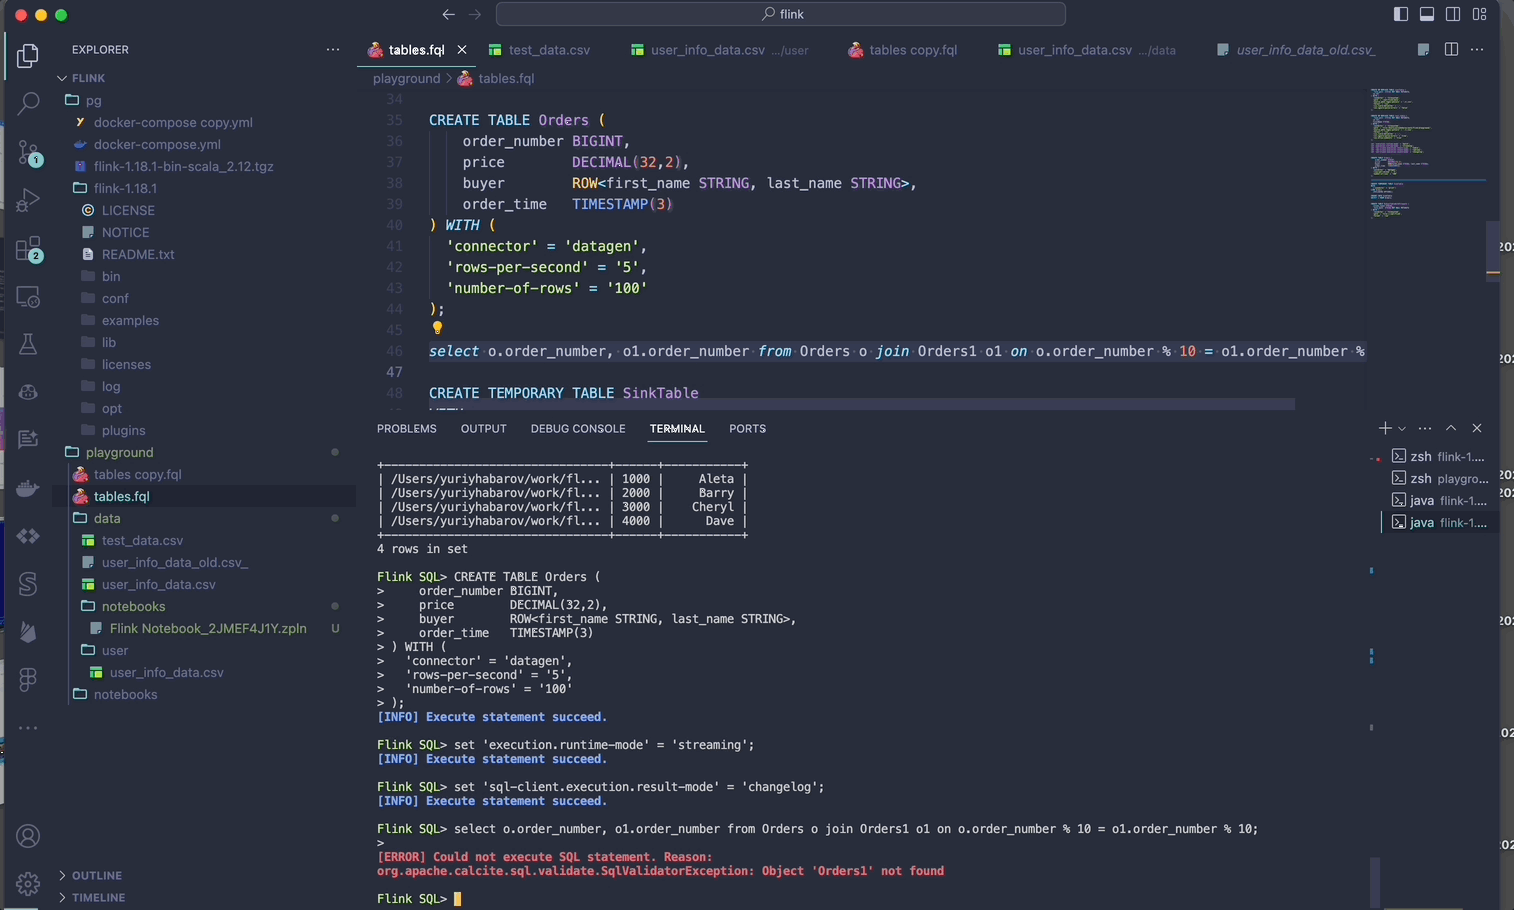 flink
EXPLORER
tables.fql
test_data.csv
user_info_data.csv .../user
tables copy.fql
user_info_data.csv .../data
user_info_data_old.csv_
playground > tables.fql
FLINK
pg
docker-compose copy.yml
docker-compose.yml
flink-1.18.1-bin-scala_2.12.tgz
flink-1.18.1
LICENSE
NOTICE
README.txt
bin
conf
examples
lib
licenses
log
opt
plugins
playground
tables copy.fql
tables.fql
data
test_data.csv
user_info_data_old.csv_
user_info_data.csv
notebooks
Flink Notebook_2JMEF4J1Y.zpln U
user
user_info_data.csv
notebooks
OUTLINE
TIMELINE
1
2
34
35 CREATE TABLE Orders (
36 order_number BIGINT,
37 price DECIMAL(32,2),
38 buyer ROW<first_name STRING, last_name STRING>,
39 order_time TIMESTAMP(3)
40 ) WITH (
41 'connector' = 'datagen',
42 'rows-per-second' = '5',
43 'number-of-rows' = '100'
44 );
45
46 select o.order_number, o1.order_number from Orders o join Orders1 o1 on o.order_number % 10 = o1.order_number %
47
48 CREATE TEMPORARY TABLE SinkTable
PROBLEMS OUTPUT DEBUG CONSOLE TERMINAL PORTS
zsh flink-1....
zsh playgro...
java flink-1....
java flink-1....
+--------------------------------+------+-----------+
| /Users/yuriyhabarov/work/fl... | 1000 | Aleta |
| /Users/yuriyhabarov/work/fl... | 2000 | Barry |
| /Users/yuriyhabarov/work/fl... | 3000 | Cheryl |
| /Users/yuriyhabarov/work/fl... | 4000 | Dave |
+--------------------------------+------+-----------+
4 rows in set
Flink SQL> CREATE TABLE Orders (
> order_number BIGINT,
> price DECIMAL(32,2),
> buyer ROW<first_name STRING, last_name STRING>,
> order_time TIMESTAMP(3)
> ) WITH (
> 'connector' = 'datagen',
> 'rows-per-second' = '5',
> 'number-of-rows' = '100'
> );
[INFO] Execute statement succeed.
Flink SQL> set 'execution.runtime-mode' = 'streaming';
[INFO] Execute statement succeed.
Flink SQL> set 'sql-client.execution.result-mode' = 'changelog';
[INFO] Execute statement succeed.
Flink SQL> select o.order_number, o1.order_number from Orders o join Orders1 o1 on o.order_number % 10 = o1.order_number % 10;
>
[ERROR] Could not execute SQL statement. Reason:
org.apache.calcite.sql.validate.SqlValidatorException: Object 'Orders1' not found
Flink SQL>